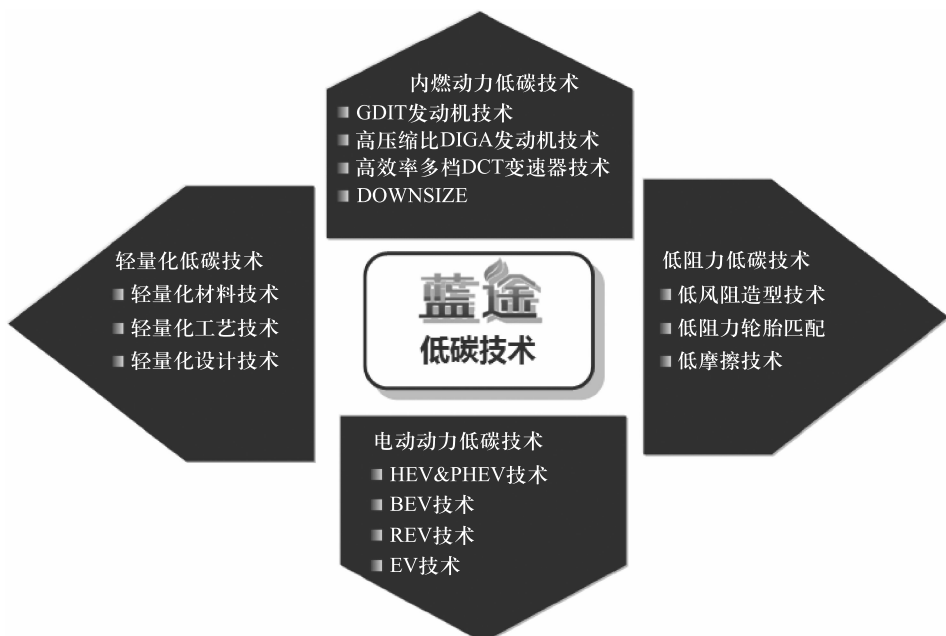 内燃动力低碳技术
GDIT发动机技术
高压缩比DIGA发动机技术
高效率多档DCT变速器技术
DOWNSIZE
轻量化低碳技术
轻量化材料技术
轻量化工艺技术
轻量化设计技术
蓝途
低碳技术
低阻力低碳技术
低风阻造型技术
低阻力轮胎匹配
低摩擦技术
电动动力低碳技术
HEV&PHEV技术
BEV技术
REV技术
EV技术